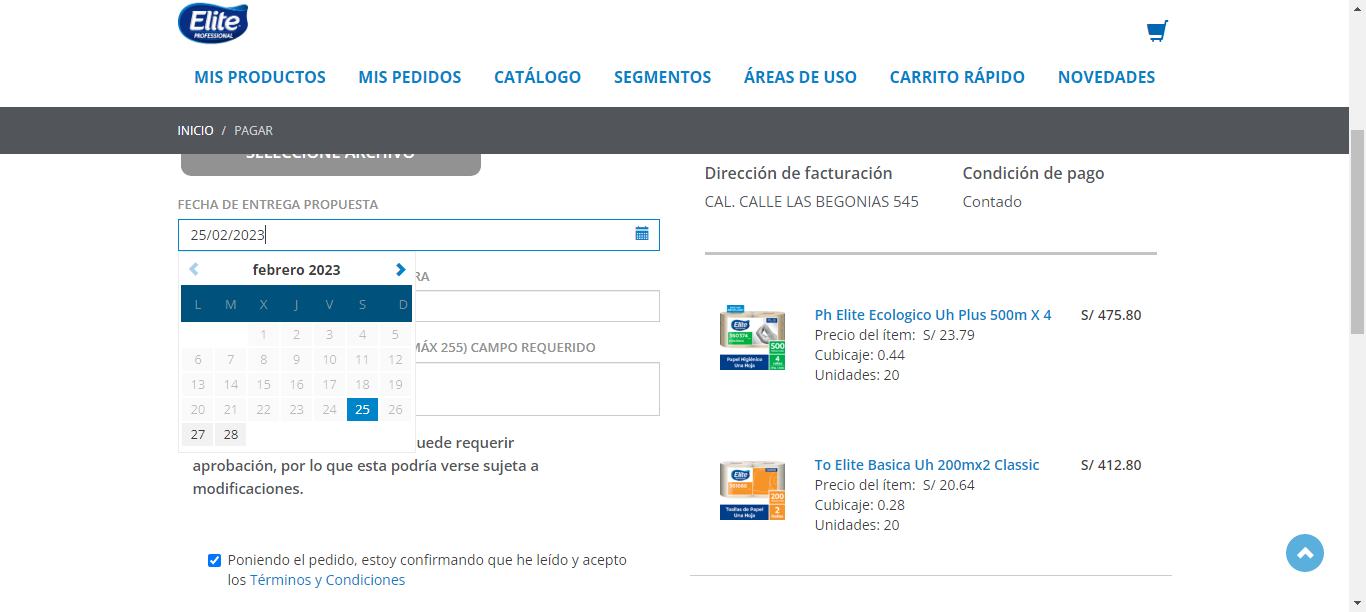 Elite
PROFESSIONAL
MIS PRODUCTOS MIS PEDIDOS CATÁLOGO SEGMENTOS ÁREAS DE USO CARRITO RÁPIDO NOVEDADES
INICIO / PAGAR
SELECCIONE ARCHIVO
FECHA DE ENTREGA PROPUESTA
25/02/2023
febrero 2023
L M X J V S D
1 2 3 4 5
6 7 8 9 10 11 12
13 14 15 16 17 18 19
20 21 22 23 24 25 26
27 28
RA
MÁX 255) CAMPO REQUERIDO
uede requerir
aprobación, por lo que esta podría verse sujeta a
modificaciones.
Poniendo el pedido, estoy confirmando que he leído y acepto
los Términos y Condiciones
Dirección de facturación
CAL. CALLE LAS BEGONIAS 545
Condición de pago
Contado
Elite
500
4
Papel Higiénico
Una Hoja
Ph Elite Ecologico Uh Plus 500m X 4 S/ 475.80
Precio del ítem: S/ 23.79
Cubicaje: 0.44
Unidades: 20
Elite
200
2
Toallas de Papel
Una Hoja
To Elite Basica Uh 200mx2 Classic S/ 412.80
Precio del ítem: S/ 20.64
Cubicaje: 0.28
Unidades: 20